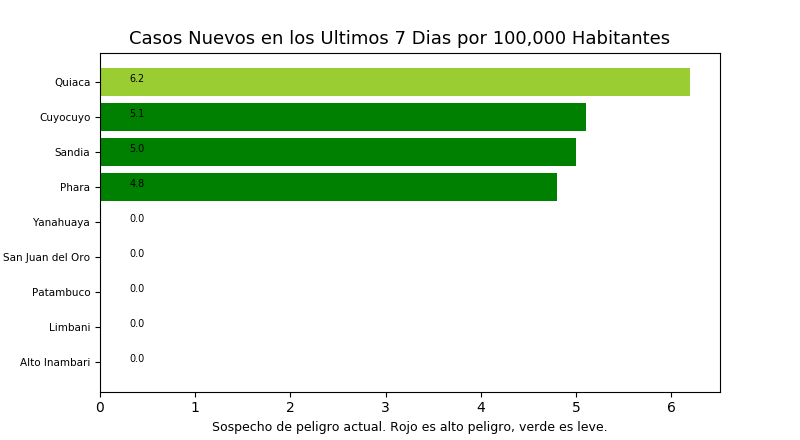 Casos Nuevos en los Ultimos 7 Dias por 100,000 Habitantes
Quiaca 6.2
Cuyocuyo 5.1
Sandia 5.0
Phara 4.8
Yanahuaya 0.0
San Juan del Oro 0.0
Patambuco 0.0
Limbani 0.0
Alto Inambari 0.0
0 1 2 3 4 5 6
Sospecho de peligro actual. Rojo es alto peligro, verde es leve.